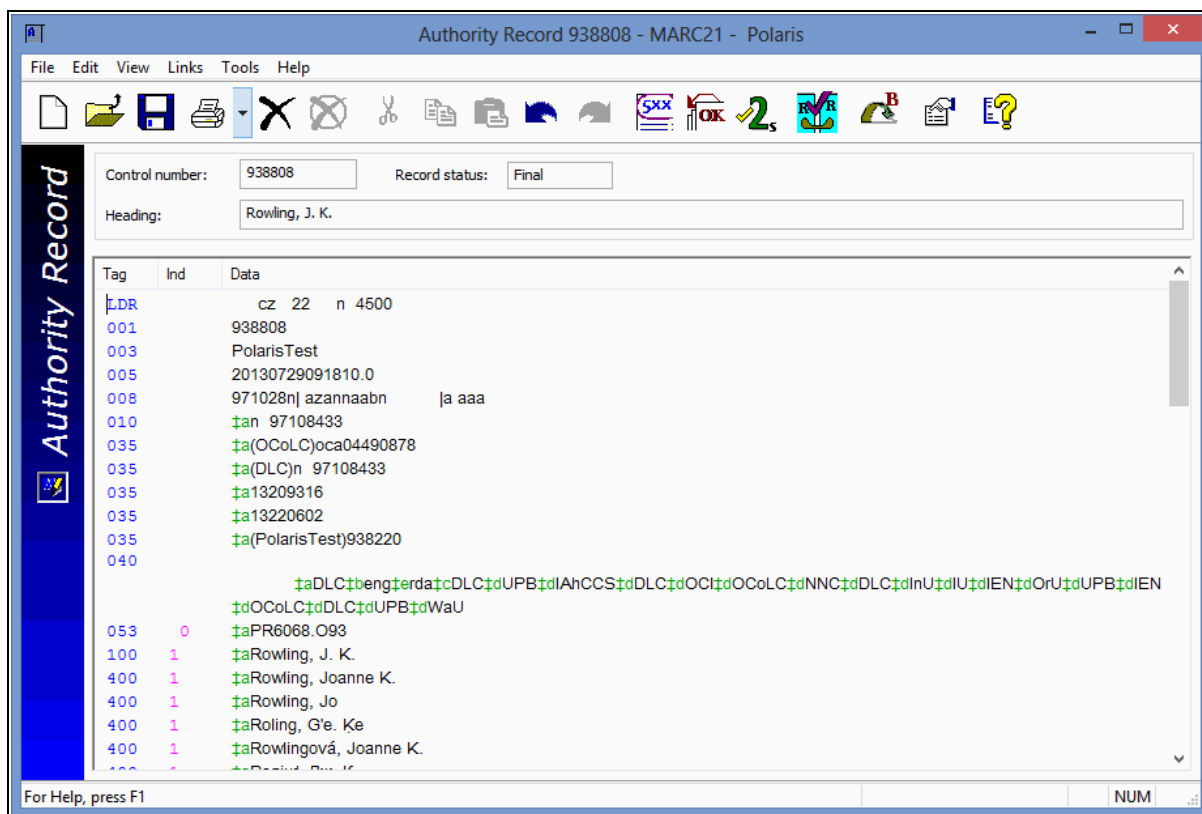 Authority Record 938808 - MARC21 - Polaris
File Edit View Links Tools Help
5XX OK 2s R R B ?
Authority Record
Control number: 938808 Record status: Final
Heading: Rowling, J. K.
Tag Ind Data
LDR cz 22 n 4500
001 938808
003 PolarisTest
005 20130729091810.0
008 971028n| azannaabn |a aaa
010 ‡an 97108433
035 ‡a(OCoLC)oca04490878
035 ‡a(DLC)n 97108433
035 ‡a13209316
035 ‡a13220602
035 ‡a(PolarisTest)938220
040
‡aDLC‡beng‡erda‡cDLC‡dUPB‡dIAhCCS‡dDLC‡dOCl‡dOCoLC‡dNNC‡dDLC‡dInU‡dIU‡dIEN‡dOrU‡dUPB‡dIEN
‡dOCoLC‡dDLC‡dUPB‡dWaU
053 0 ‡aPR6068.O93
100 1 ‡aRowling, J. K.
400 1 ‡aRowling, Joanne K.
400 1 ‡aRowling, Jo
400 1 ‡aRoling, G'e. Ḳe
400 1 ‡aRowlingová, Joanne K.
For Help, press F1 NUM